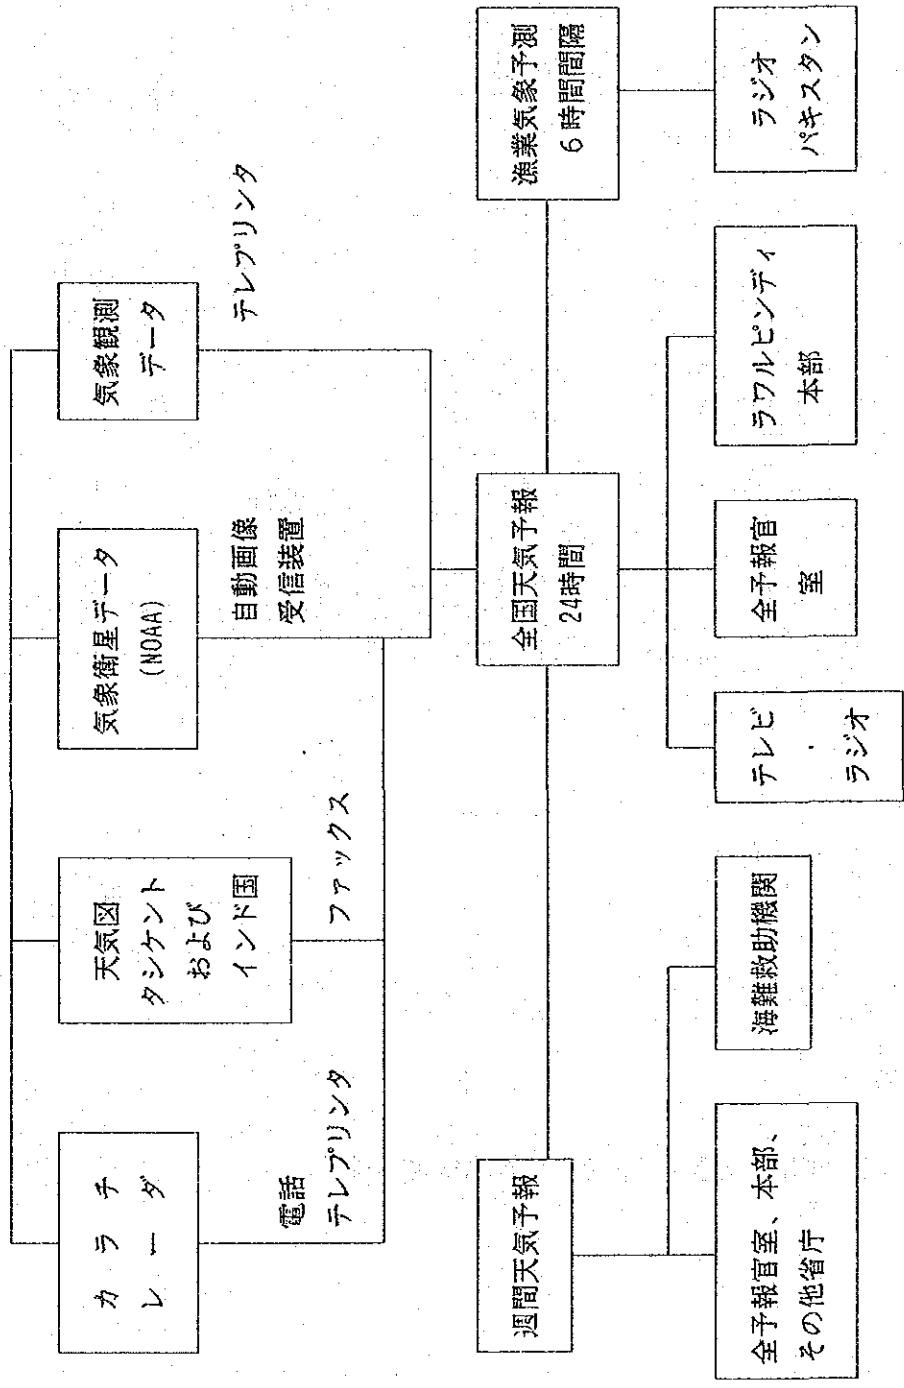 カラチ
レーダ
天気図
タシケント
および
インド国
気象衛星データ
(NOAA)
気象観測
データ
電話
テレプリンタ
ファックス
自動画像
受信装置
テレプリンタ
週間天気予報
全国天気予報
24時間
漁業気象予測
6時間間隔
全予報官室、本部、
その他省庁
海難救助機関
テレビ
・
ラジオ
全予報官
室
ラワルピンディ
本部
ラジオ
パキスタン